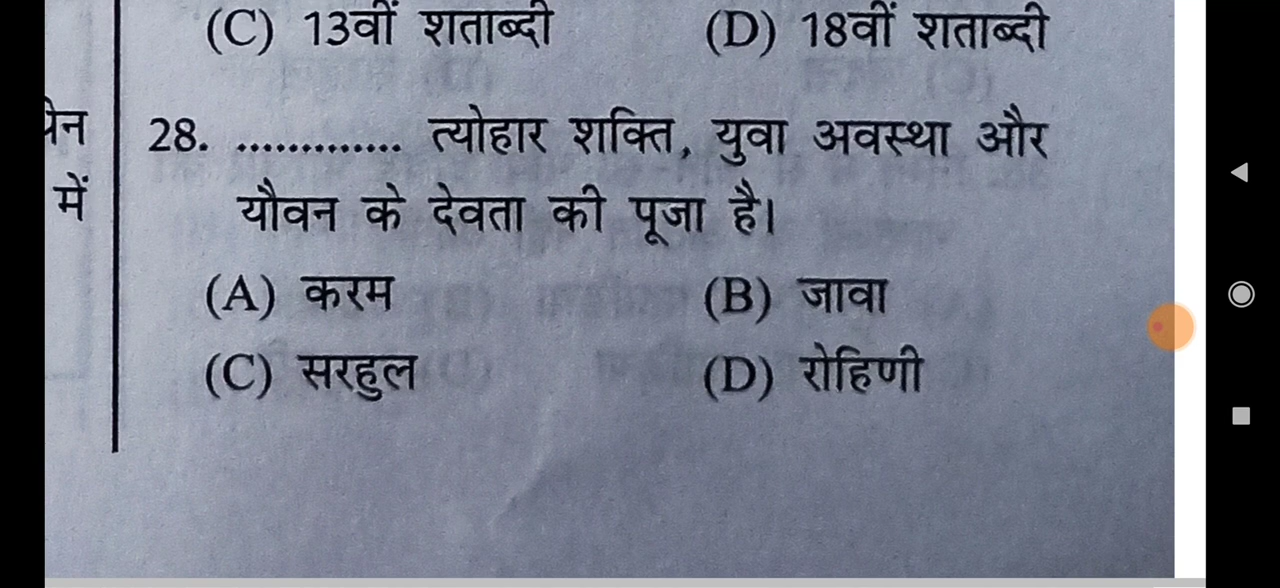 (C) 13वीं शताब्दी (D) 18वीं शताब्दी
में
28. ............. त्योहार शक्ति, युवा अवस्था और
यौवन के देवता की पूजा है।
(A) करम (B) जावा
(C) सरहुल (D) रोहिणी